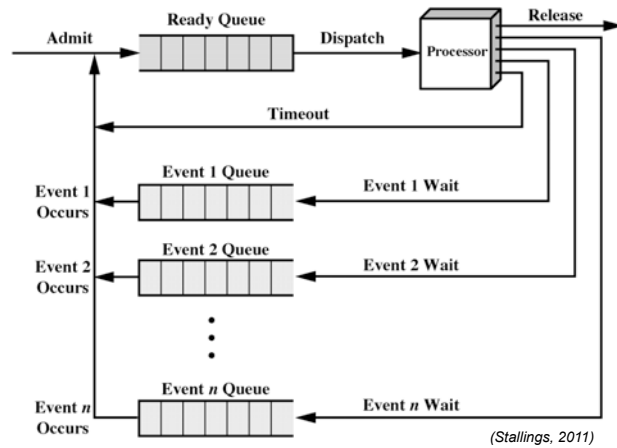 Ready Queue
Release
Admit
Dispatch
Processor
Timeout
Event 1 Queue
Event 1
Occurs
Event 1 Wait
Event 2 Queue
Event 2
Occurs
Event 2 Wait
Event n Queue
Event n
Occurs
Event n Wait
(Stallings, 2011)